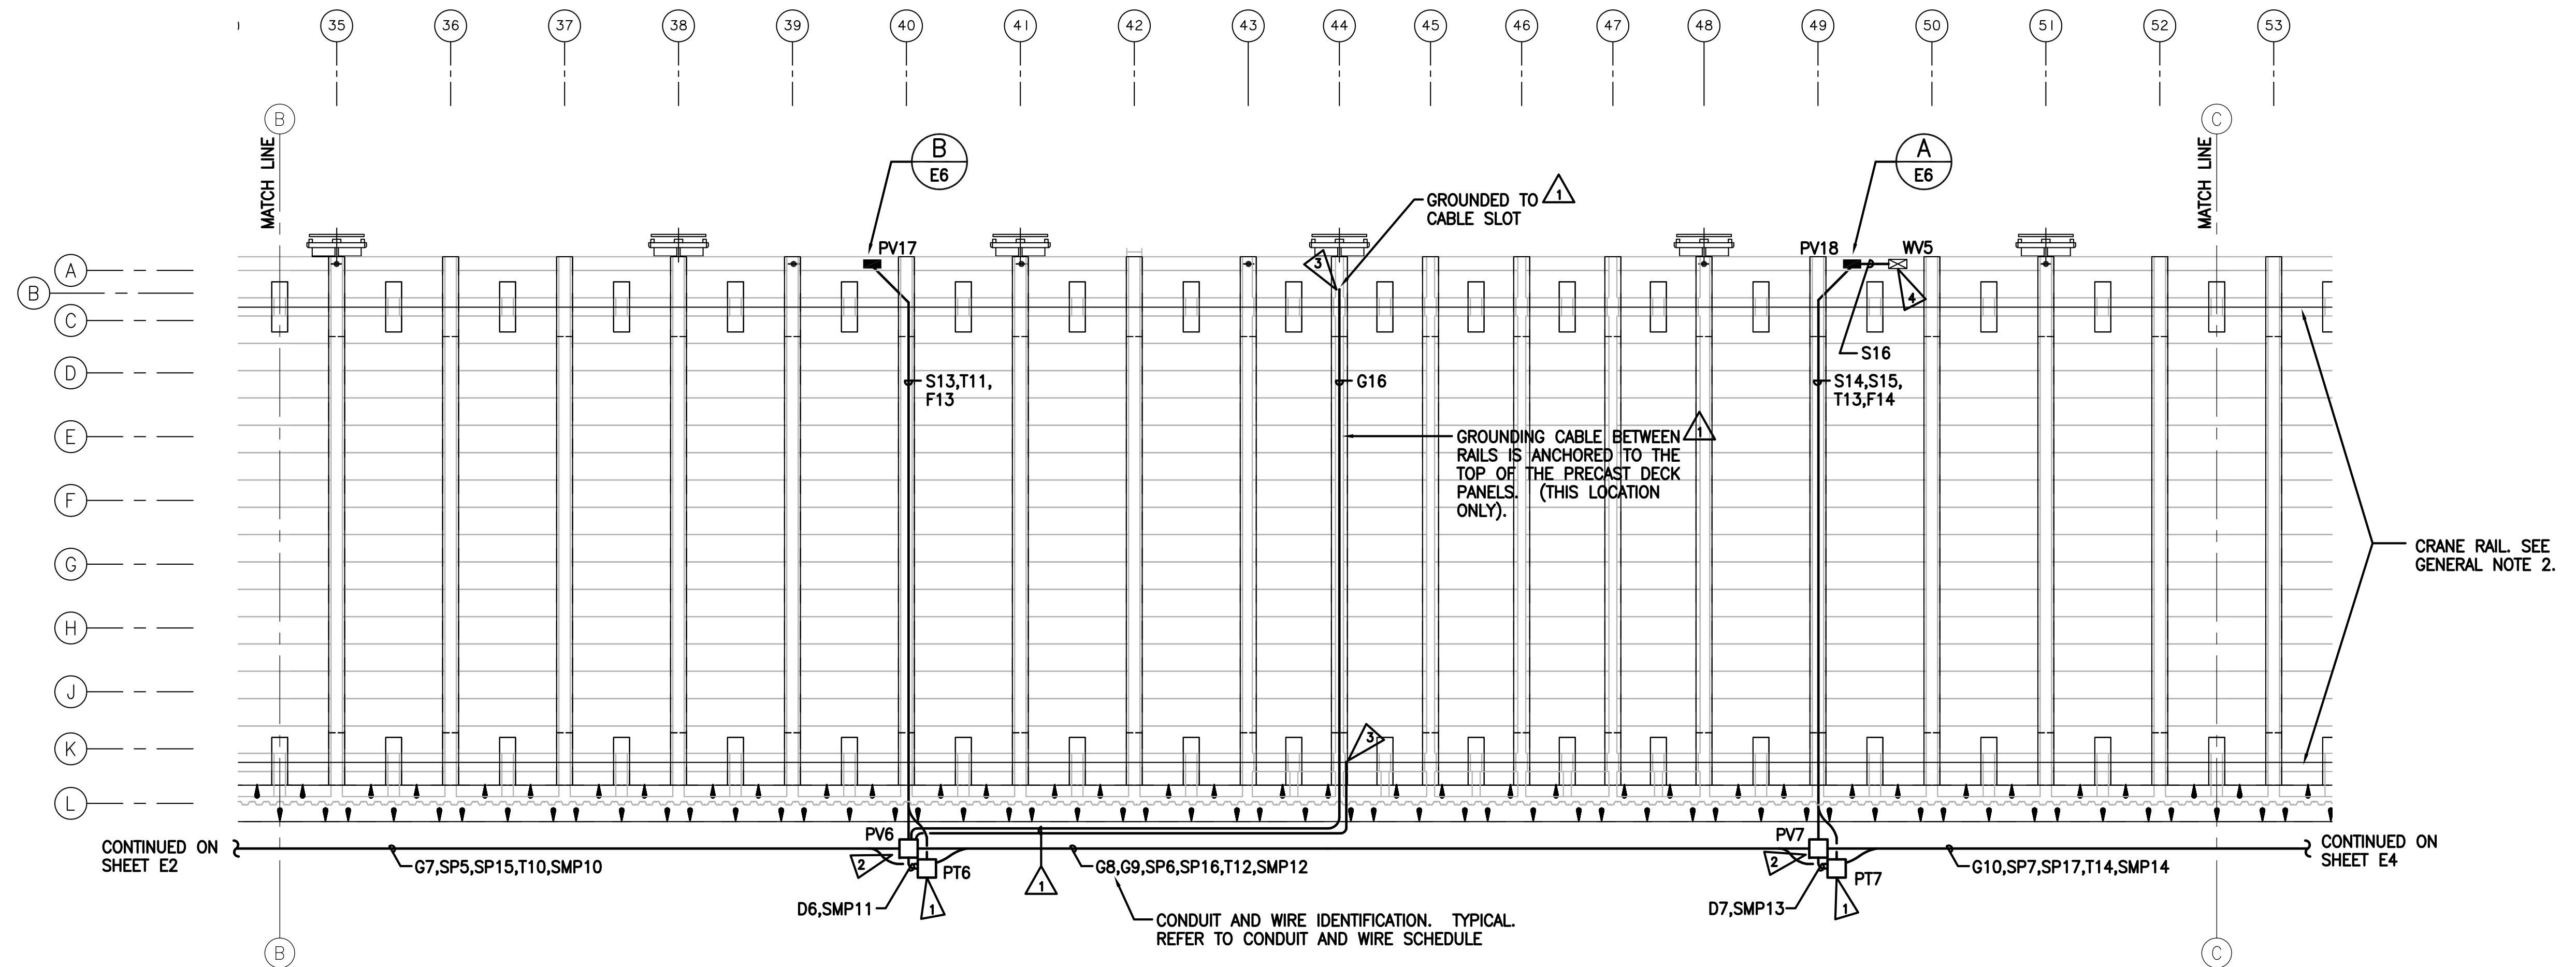 35
36
37
38
39
40
41
42
43
44
45
46
47
48
49
50
51
52
53
B
C
MATCH LINE
MATCH LINE
B
E6
A
E6
GROUNDED TO
CABLE SLOT
1
PV17
PV18
WV5
A
B
C
D
E
F
G
H
J
K
L
3
4
S16
S13,T11,
F13
G16
S14,S15,
T13,F14
GROUNDING CABLE BETWEEN
RAILS IS ANCHORED TO THE
TOP OF THE PRECAST DECK
PANELS. (THIS LOCATION
ONLY).
1
CRANE RAIL. SEE
GENERAL NOTE 2.
3
CONTINUED ON
SHEET E2
PV6
PV7
CONTINUED ON
SHEET E4
2
2
G7,SP5,SP15,T10,SMP10
PT6
G8,G9,SP6,SP16,T12,SMP12
PT7
G10,SP7,SP17,T14,SMP14
1
D6,SMP11
1
D7,SMP13
1
CONDUIT AND WIRE IDENTIFICATION. TYPICAL.
REFER TO CONDUIT AND WIRE SCHEDULE
B
C